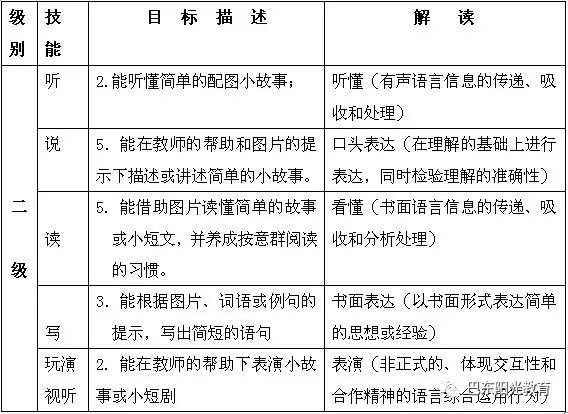 级别 技能 目标描述 解读
二级
听
2.能听懂简单的配图小故事；
听懂（有声语言信息的传递、吸
收和处理）
说
5. 能在教师的帮助和图片的提
示下描述或讲述简单的小故事。
口头表达（在理解的基础上进行
表达，同时检验理解的准确性）
读
5. 能借助图片读懂简单的故事
或小短文，并养成按意群阅读
的习惯。
看懂（书面语言信息的传递、吸
收和分析处理）
写
3. 能根据图片、词语或例句的
提示，写出简短的语句
书面表达（以书面形式表达简单
的思想或经验）
玩演
视听
2. 能在教师的帮助下表演小故
事或小短剧
表演（非正式的、体现交互性和
合作精神的语言综合运用行为）
巴东阳光教育